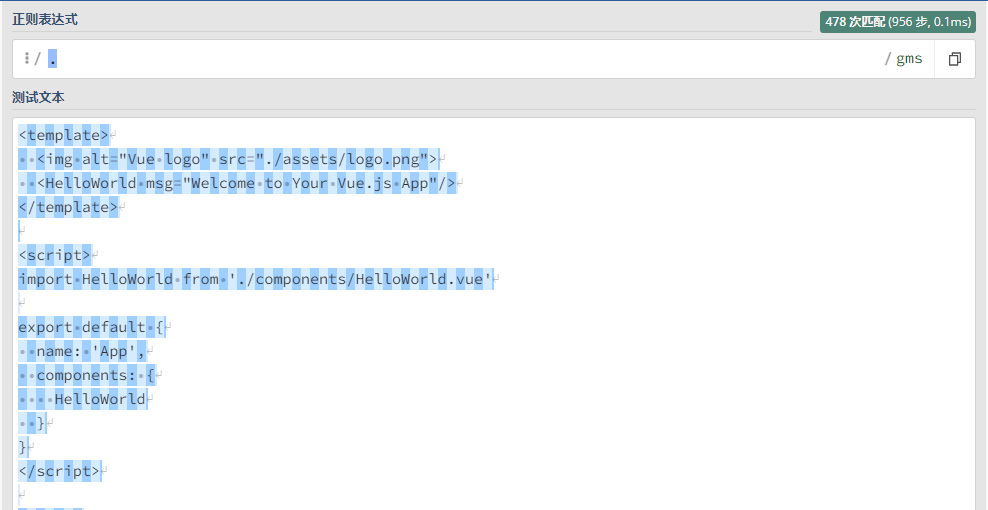 正则表达式
478 次匹配 (956 步, 0.1ms)
/ . / gms
测试文本
<template>
  <img alt="Vue logo" src="./assets/logo.png">
  <HelloWorld msg="Welcome to Your Vue.js App"/>
</template>

<script>
import HelloWorld from './components/HelloWorld.vue'

export default {
  name: 'App',
  components: {
    HelloWorld
  }
}
</script>